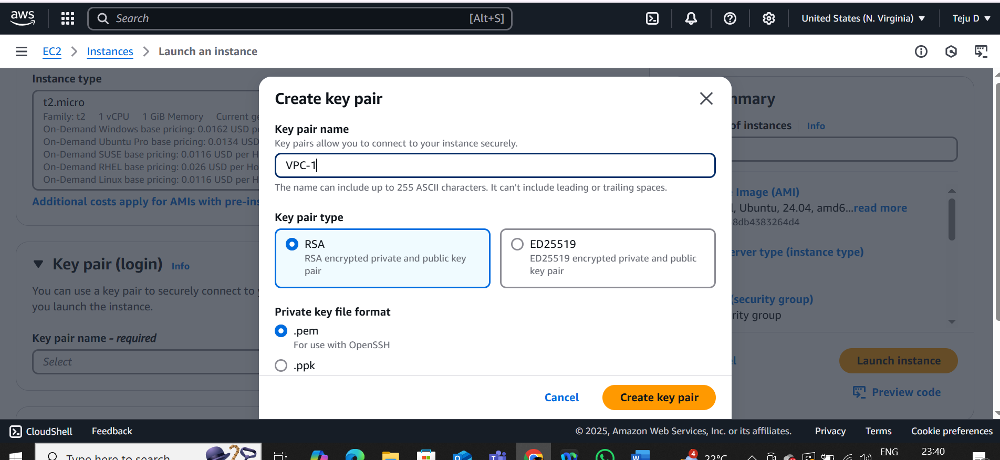 aws
Search [Alt+S]
United States (N. Virginia)
Teju D
EC2
Instances
Launch an instance
Instance type
t2.micro
Family: t2 1 vCPU 1 GiB Memory Current ge
On-Demand Windows base pricing: 0.0162 USD p
On-Demand Ubuntu Pro base pricing: 0.0134 USD
On-Demand SUSE base pricing: 0.0116 USD per H
On-Demand RHEL base pricing: 0.026 USD per Ho
On-Demand Linux base pricing: 0.0116 USD per H
Additional costs apply for AMIs with pre-ins
Key pair (login) Info
You can use a key pair to securely connect to
you launch the instance.
Key pair name - required
Select
Create key pair
Key pair name
Key pairs allow you to connect to your instance securely.
VPC-1
The name can include up to 255 ASCII characters. It can't include leading or trailing spaces.
Key pair type
RSA
RSA encrypted private and public key
pair
ED25519
ED25519 encrypted private and public
key pair
Private key file format
.pem
For use with OpenSSH
.ppk
Cancel
Create key pair
mmary
of instances Info
Image (AMI)
l, Ubuntu, 24.04, amd6...read more
8db4383264d4
erver type (instance type)
(security group)
rity group
el
Launch instance
Preview code
CloudShell
Feedback
© 2025, Amazon Web Services, Inc. or its affiliates.
Privacy
Terms
Cookie preferences
Type here to search
4
22°C
ENG
23:40